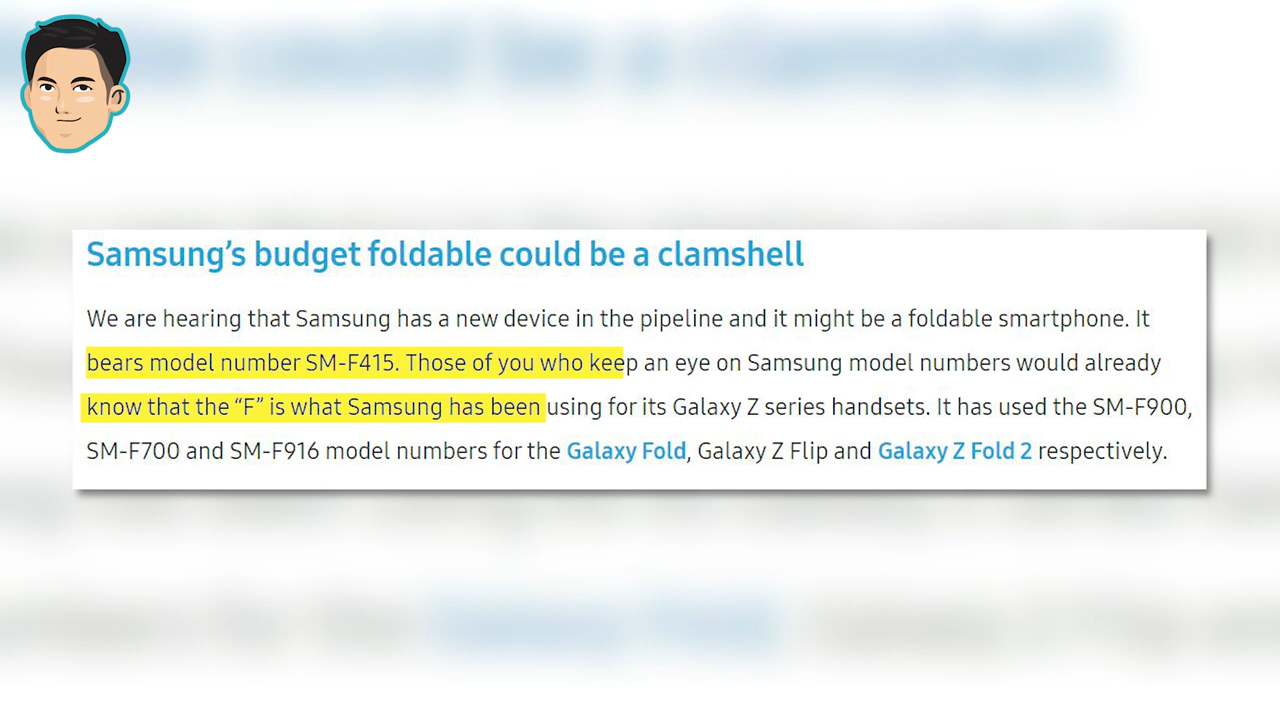 Samsung’s budget foldable could be a clamshell
We are hearing that Samsung has a new device in the pipeline and it might be a foldable smartphone. It
bears model number SM-F415. Those of you who keep an eye on Samsung model numbers would already
know that the “F” is what Samsung has been using for its Galaxy Z series handsets. It has used the SM-F900,
SM-F700 and SM-F916 model numbers for the Galaxy Fold, Galaxy Z Flip and Galaxy Z Fold 2 respectively.